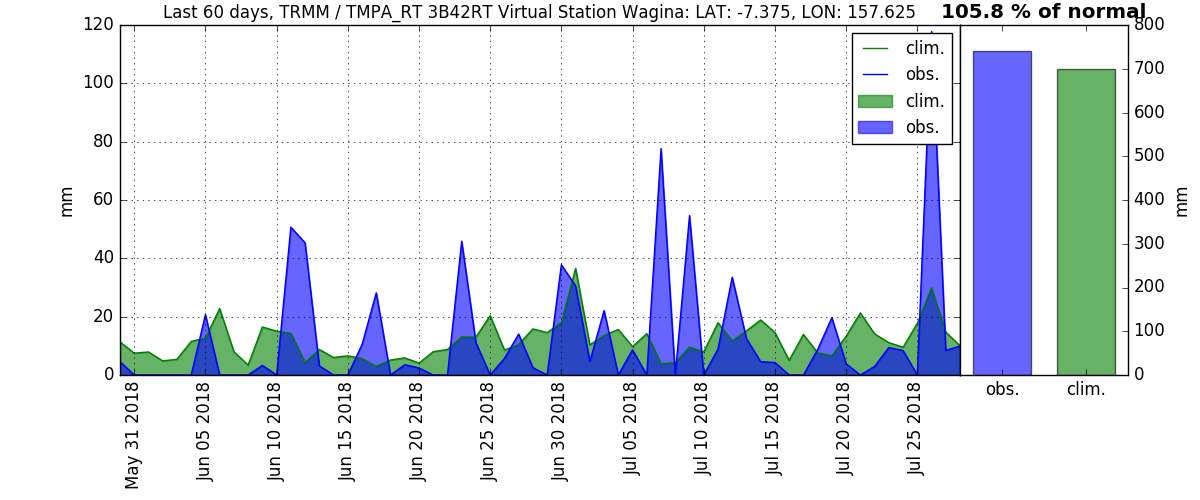 Last 60 days, TRMM / TMPA_RT 3B42RT Virtual Station Wagina: LAT: -7.375, LON: 157.625
105.8 % of normal
120
100
80
60
40
20
0
mm
clim.
obs.
clim.
obs.
800
700
600
500
400
300
200
100
0
mm
May 31 2018
Jun 05 2018
Jun 10 2018
Jun 15 2018
Jun 20 2018
Jun 25 2018
Jun 30 2018
Jul 05 2018
Jul 10 2018
Jul 15 2018
Jul 20 2018
Jul 25 2018
obs.
clim.